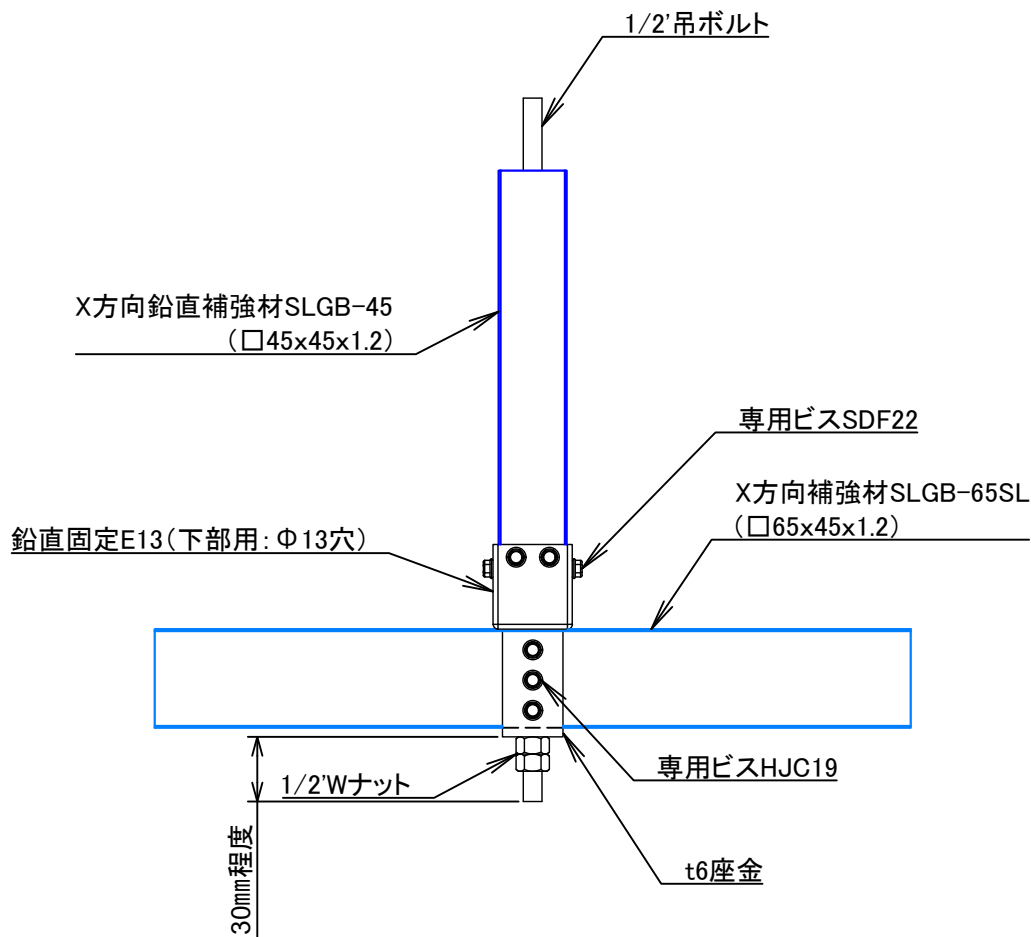 1/2'吊ボルト
X方向鉛直補強材SLGB-45
(□45x45x1.2)
専用ビスSDF22
X方向補強材SLGB-65SL
(□65x45x1.2)
鉛直固定E13(下部用:Φ13穴)
1/2'Wナット
専用ビスHJC19
30mm程度
t6座金